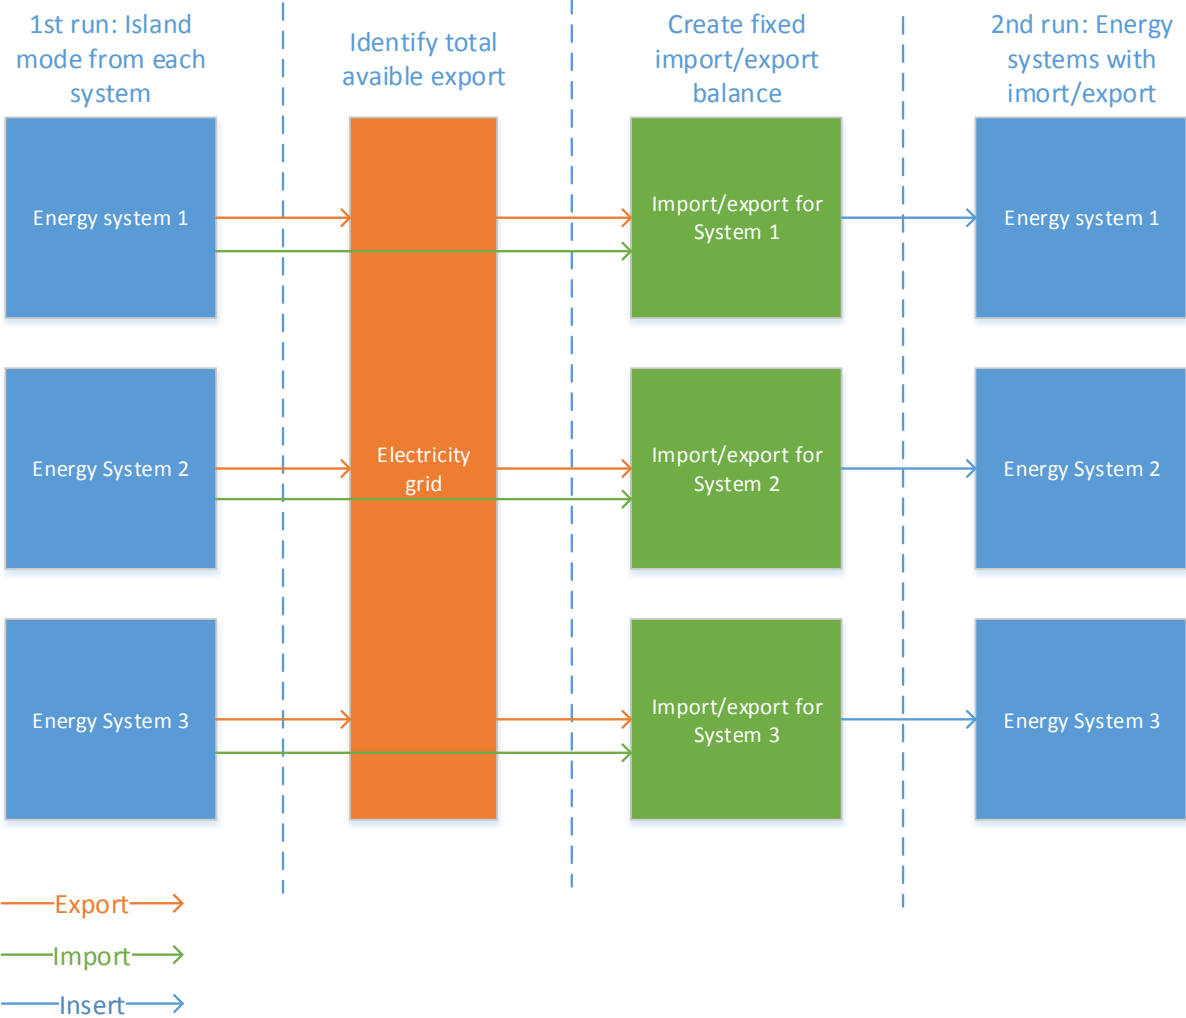 1st run: Island
mode from each
system
Identify total
avaible export
Create fixed
import/export
balance
2nd run: Energy
systems with
imort/export
Energy system 1
Import/export for
System 1
Energy system 1
Energy System 2
Electricity
grid
Import/export for
System 2
Energy System 2
Energy System 3
Import/export for
System 3
Energy System 3
Export
Import
Insert